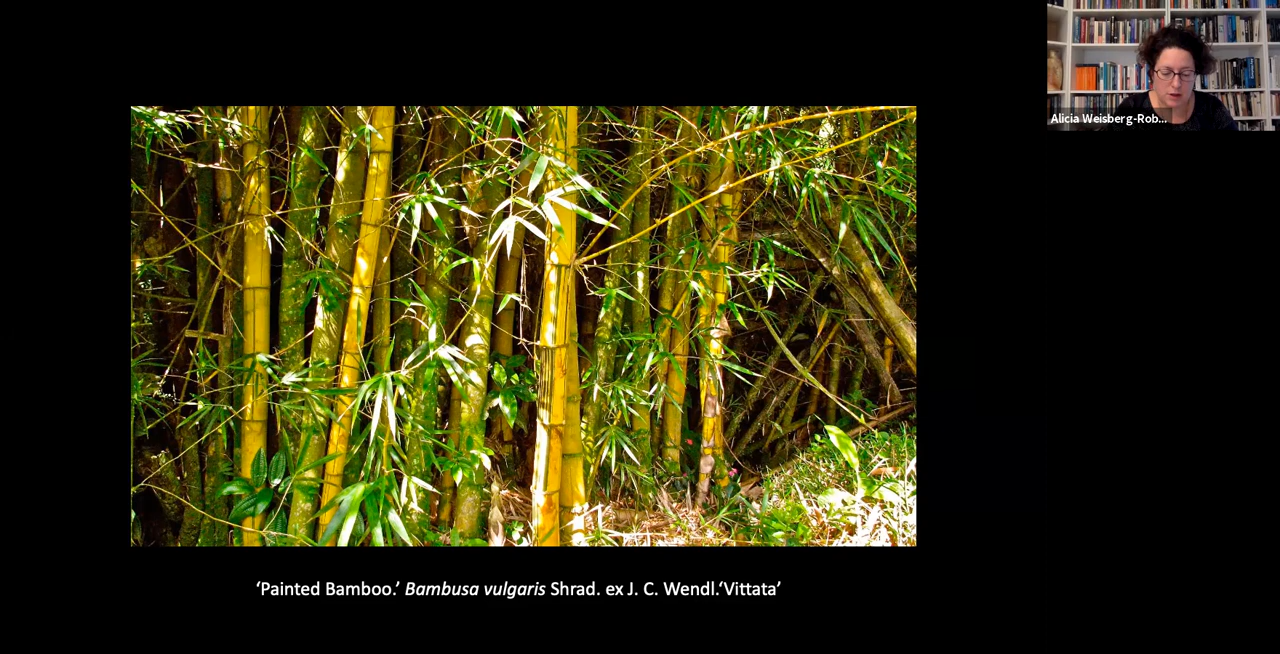 Alicia Weisberg-Rob...
‘Painted Bamboo.’ Bambusa vulgaris Shrad. ex J. C. Wendl.‘Vittata’